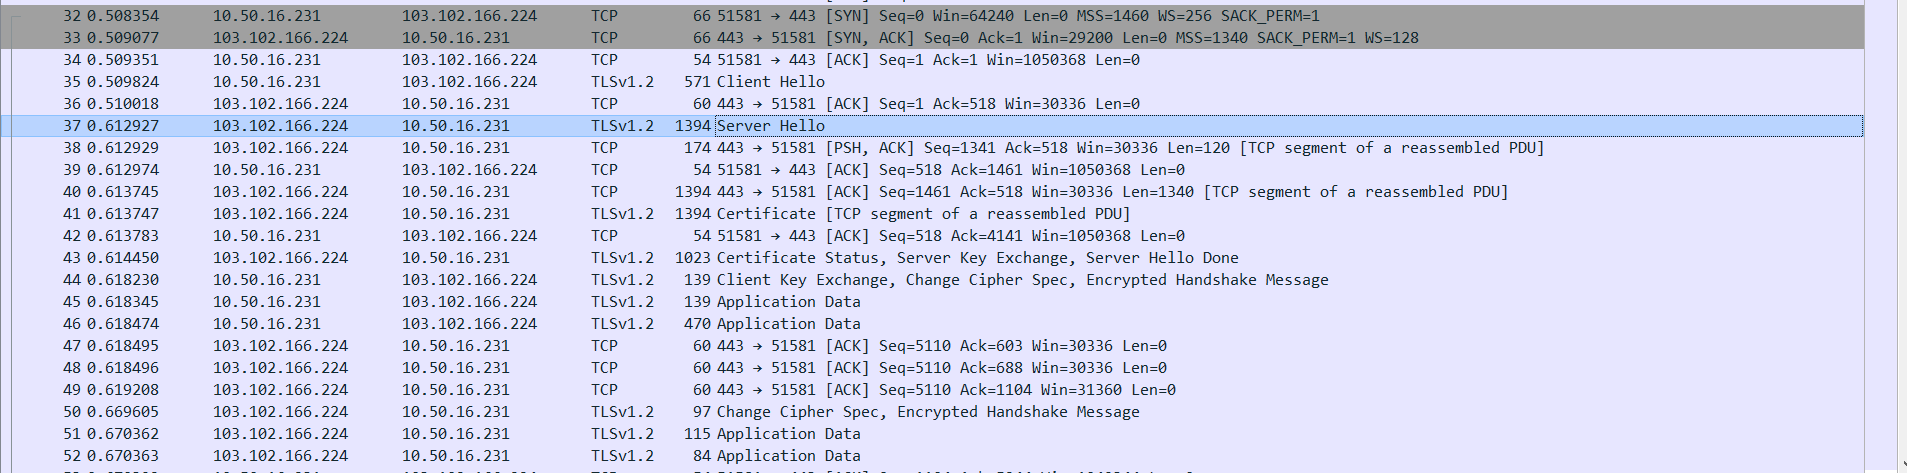 32 0.508354 10.50.16.231 103.102.166.224 TCP 66 51581 → 443 [SYN] Seq=0 Win=64240 Len=0 MSS=1460 WS=256 SACK_PERM=1
33 0.509077 103.102.166.224 10.50.16.231 TCP 66 443 → 51581 [SYN, ACK] Seq=0 Ack=1 Win=29200 Len=0 MSS=1340 SACK_PERM=1 WS=128
34 0.509351 10.50.16.231 103.102.166.224 TCP 54 51581 → 443 [ACK] Seq=1 Ack=1 Win=1050368 Len=0
35 0.509824 10.50.16.231 103.102.166.224 TLSv1.2 571 Client Hello
36 0.510018 103.102.166.224 10.50.16.231 TCP 60 443 → 51581 [ACK] Seq=1 Ack=518 Win=30336 Len=0
37 0.612927 103.102.166.224 10.50.16.231 TLSv1.2 1394 Server Hello
38 0.612929 103.102.166.224 10.50.16.231 TCP 174 443 → 51581 [PSH, ACK] Seq=1341 Ack=518 Win=30336 Len=120 [TCP segment of a reassembled PDU]
39 0.612974 10.50.16.231 103.102.166.224 TCP 54 51581 → 443 [ACK] Seq=518 Ack=1461 Win=1050368 Len=0
40 0.613745 103.102.166.224 10.50.16.231 TCP 1394 443 → 51581 [ACK] Seq=1461 Ack=518 Win=30336 Len=1340 [TCP segment of a reassembled PDU]
41 0.613747 103.102.166.224 10.50.16.231 TLSv1.2 1394 Certificate [TCP segment of a reassembled PDU]
42 0.613783 10.50.16.231 103.102.166.224 TCP 54 51581 → 443 [ACK] Seq=518 Ack=4141 Win=1050368 Len=0
43 0.614450 103.102.166.224 10.50.16.231 TLSv1.2 1023 Certificate Status, Server Key Exchange, Server Hello Done
44 0.618230 10.50.16.231 103.102.166.224 TLSv1.2 139 Client Key Exchange, Change Cipher Spec, Encrypted Handshake Message
45 0.618345 10.50.16.231 103.102.166.224 TLSv1.2 139 Application Data
46 0.618474 10.50.16.231 103.102.166.224 TLSv1.2 470 Application Data
47 0.618495 103.102.166.224 10.50.16.231 TCP 60 443 → 51581 [ACK] Seq=5110 Ack=603 Win=30336 Len=0
48 0.618496 103.102.166.224 10.50.16.231 TCP 60 443 → 51581 [ACK] Seq=5110 Ack=688 Win=30336 Len=0
49 0.619208 103.102.166.224 10.50.16.231 TCP 60 443 → 51581 [ACK] Seq=5110 Ack=1104 Win=31360 Len=0
50 0.669605 103.102.166.224 10.50.16.231 TLSv1.2 97 Change Cipher Spec, Encrypted Handshake Message
51 0.670362 103.102.166.224 10.50.16.231 TLSv1.2 115 Application Data
52 0.670363 103.102.166.224 10.50.16.231 TLSv1.2 84 Application Data